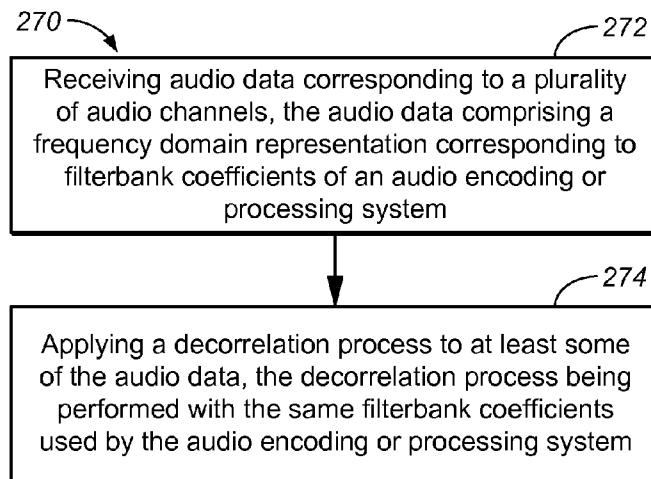 270
272
Receiving audio data corresponding to a plurality
of audio channels, the audio data comprising a
frequency domain representation corresponding to
filterbank coefficients of an audio encoding or
processing system
274
Applying a decorrelation process to at least some
of the audio data, the decorrelation process being
performed with the same filterbank coefficients
used by the audio encoding or processing system